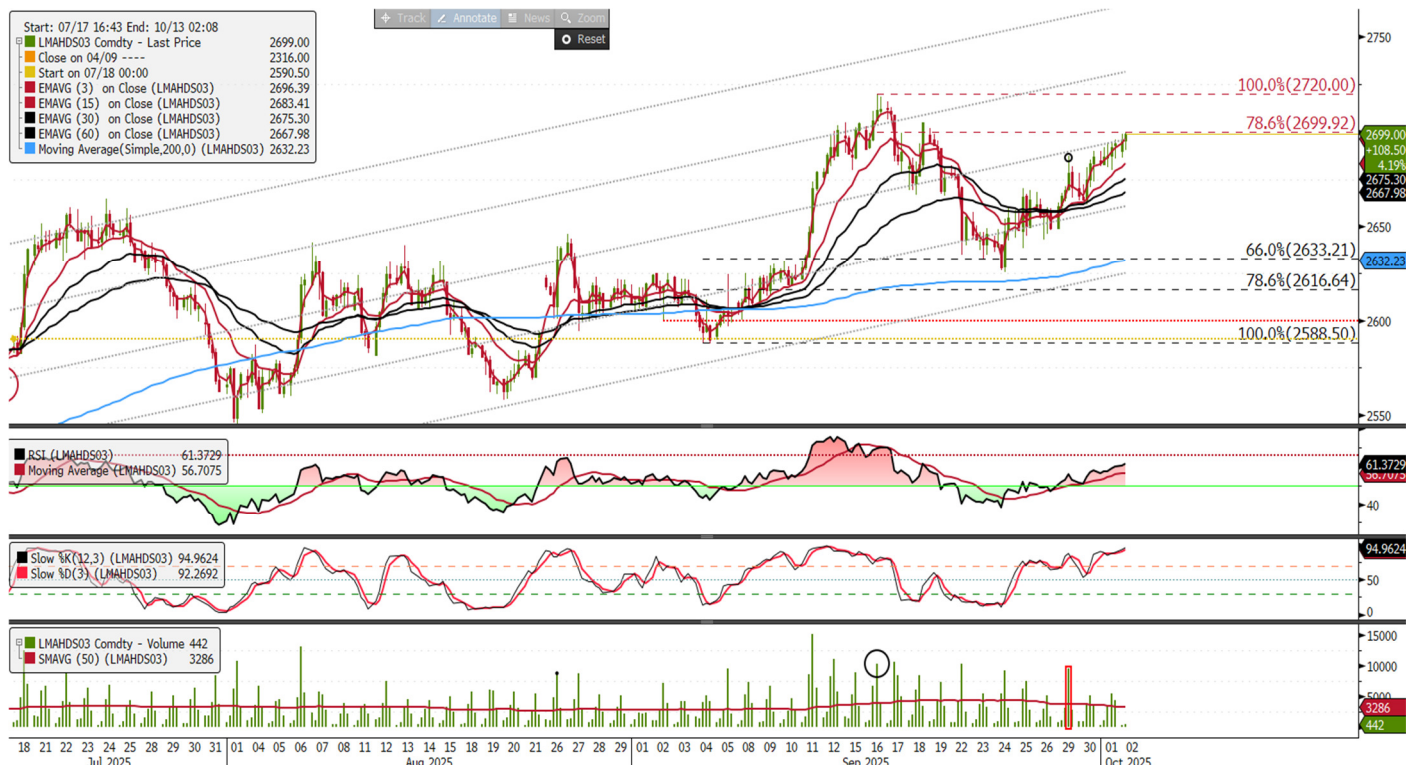 Track Annotate News Zoom
Reset
Start: 07/17 16:43 End: 10/13 02:08
LMAHDS03 Comdty - Last Price 2699.00
Close on 04/09 ---- 2316.00
Start on 07/18 00:00 2590.50
EMAVG (3) on Close (LMAHDS03) 2696.39
EMAVG (15) on Close (LMAHDS03) 2683.41
EMAVG (30) on Close (LMAHDS03) 2675.30
EMAVG (60) on Close (LMAHDS03) 2667.98
Moving Average(Simple,200,0) (LMAHDS03) 2632.23
100.0%(2720.00)
78.6%(2699.92)
66.0%(2633.21)
78.6%(2616.64)
100.0%(2588.50)
2750
2699.00
+108.50
4.19%
2675.30
2667.98
2650
2632.23
2600
2550
RSI (LMAHDS03) 61.3729
Moving Average (LMAHDS03) 56.7075
61.3729
56.7075
40
Slow %K(12,3) (LMAHDS03) 94.9624
Slow %D(3) (LMAHDS03) 92.2692
94.9624
50
0
LMAHDS03 Comdty - Volume 442
SMAVG (50) (LMAHDS03) 3286
15000
10000
5000
3286
442
18 21 22 23 24 25 28 29 30 31 01 04 05 06 07 08 11 12 13 14 15 18 19 20 21 26 27 28 29 01 02 03 04 05 08 09 10 11 12 15 16 17 18 19 22 23 24 25 26 29 30 01 02
Jul 2025 Aug 2025 Sep 2025 Oct 2025